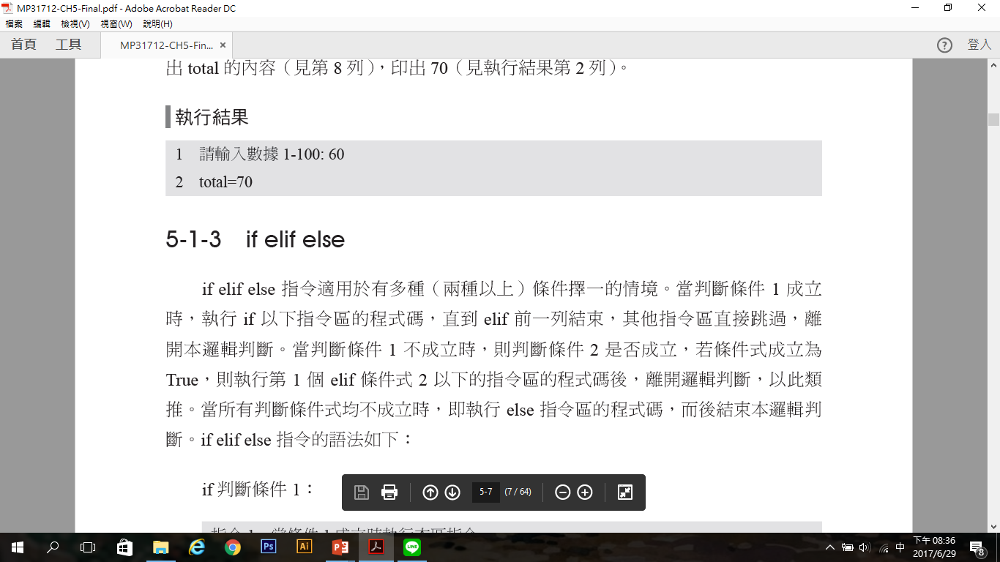 MP31712-CH5-Final.pdf - Adobe Acrobat Reader DC
檔案 編輯 檢視(V) 視窗(W) 說明(H)
首頁 工具 MP31712-CH5-Fin... × ? 登入
出 total 的內容（見第 8 列），印出 70（見執行結果第 2 列）。
執行結果
1 請輸入數據 1-100: 60
2 total=70
5-1-3 if elif else
if elif else 指令適用於有多種（兩種以上）條件擇一的情境。當判斷條件 1 成立
時，執行 if 以下指令區的程式碼，直到 elif 前一列結束，其他指令區直接跳過，離
開本邏輯判斷。當判斷條件 1 不成立時，則判斷條件 2 是否成立，若條件式成立為
True，則執行第 1 個 elif 條件式 2 以下的指令區的程式碼後，離開邏輯判斷，以此類
推。當所有判斷條件式均不成立時，即執行 else 指令區的程式碼，而後結束本邏輯判
斷。if elif else 指令的語法如下：
if 判斷條件 1：
5-7 (7 / 64)
Ps Ai LINE 中 下午 08:36
2017/6/29 8